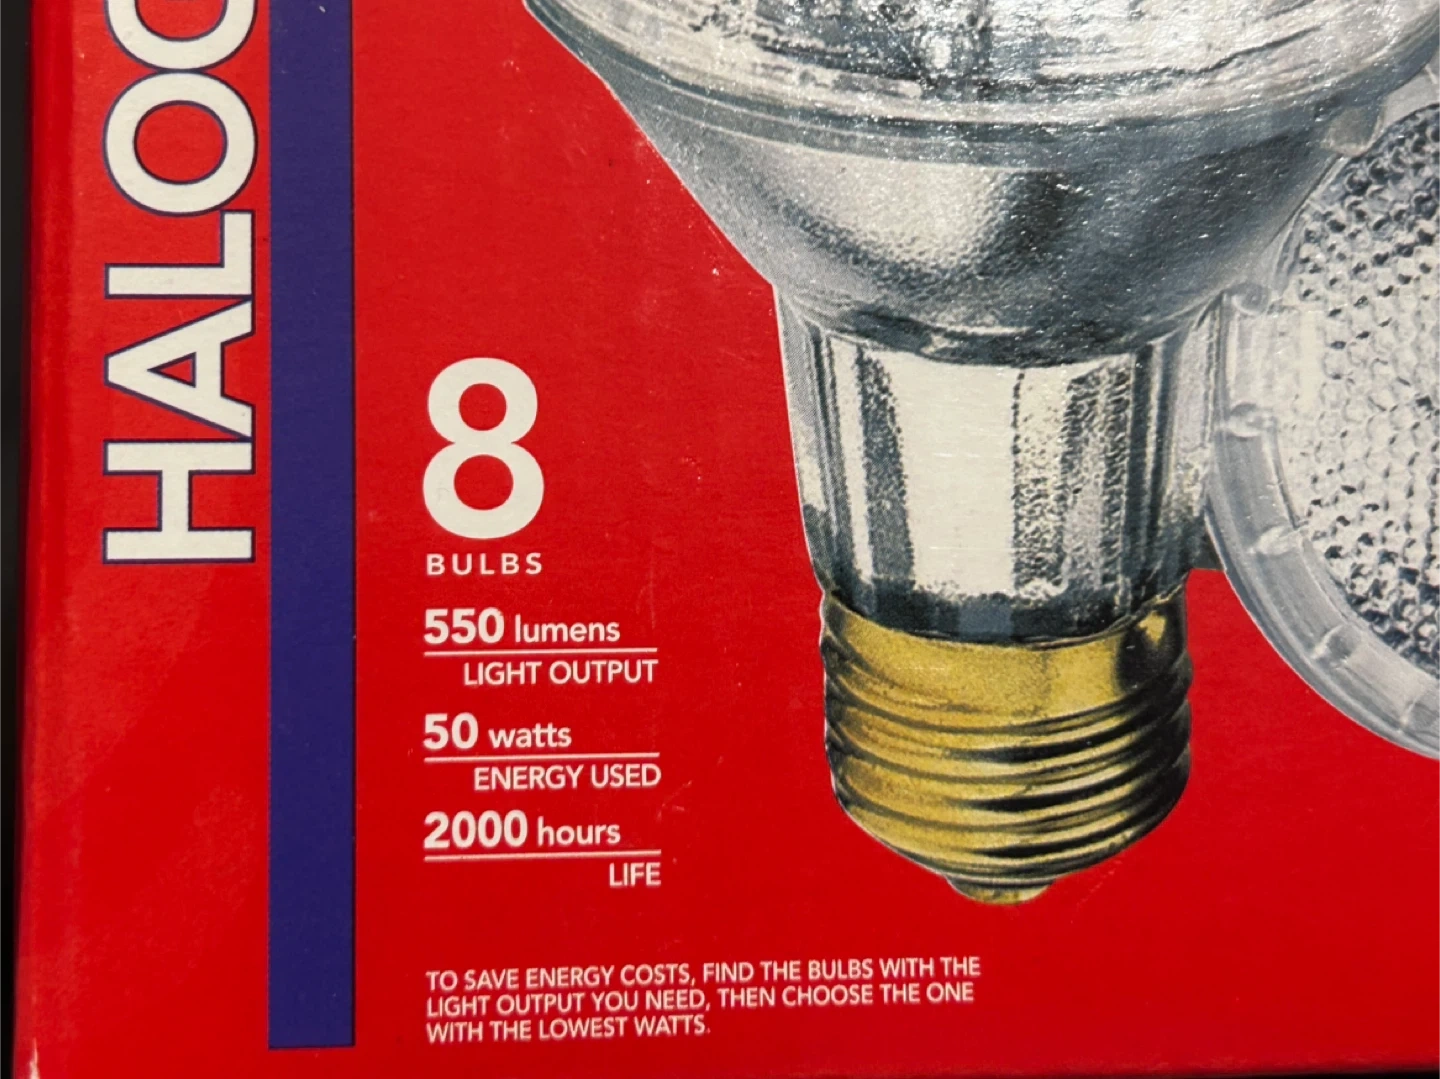 HALOG
8
BULBS
550 lumens
LIGHT OUTPUT
50 watts
ENERGY USED
2000 hours
LIFE
TO SAVE ENERGY COSTS, FIND THE BULBS WITH THE
LIGHT OUTPUT YOU NEED, THEN CHOOSE THE ONE
WITH THE LOWEST WATTS.